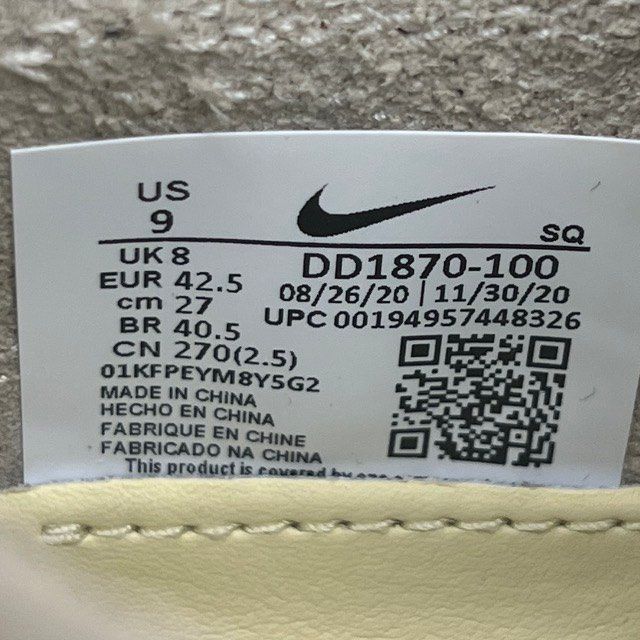 US
9
SQ
UK 8
EUR 42.5
cm 27
BR 40.5
CN 270(2.5)
DD1870-100
08/26/20 | 11/30/20
UPC 00194957448326
01KFPEYM8Y5G2
MADE IN CHINA
HECHO EN CHINA
FABRIQUE EN CHINE
FABRICADO NA CHINA
This product is covered by